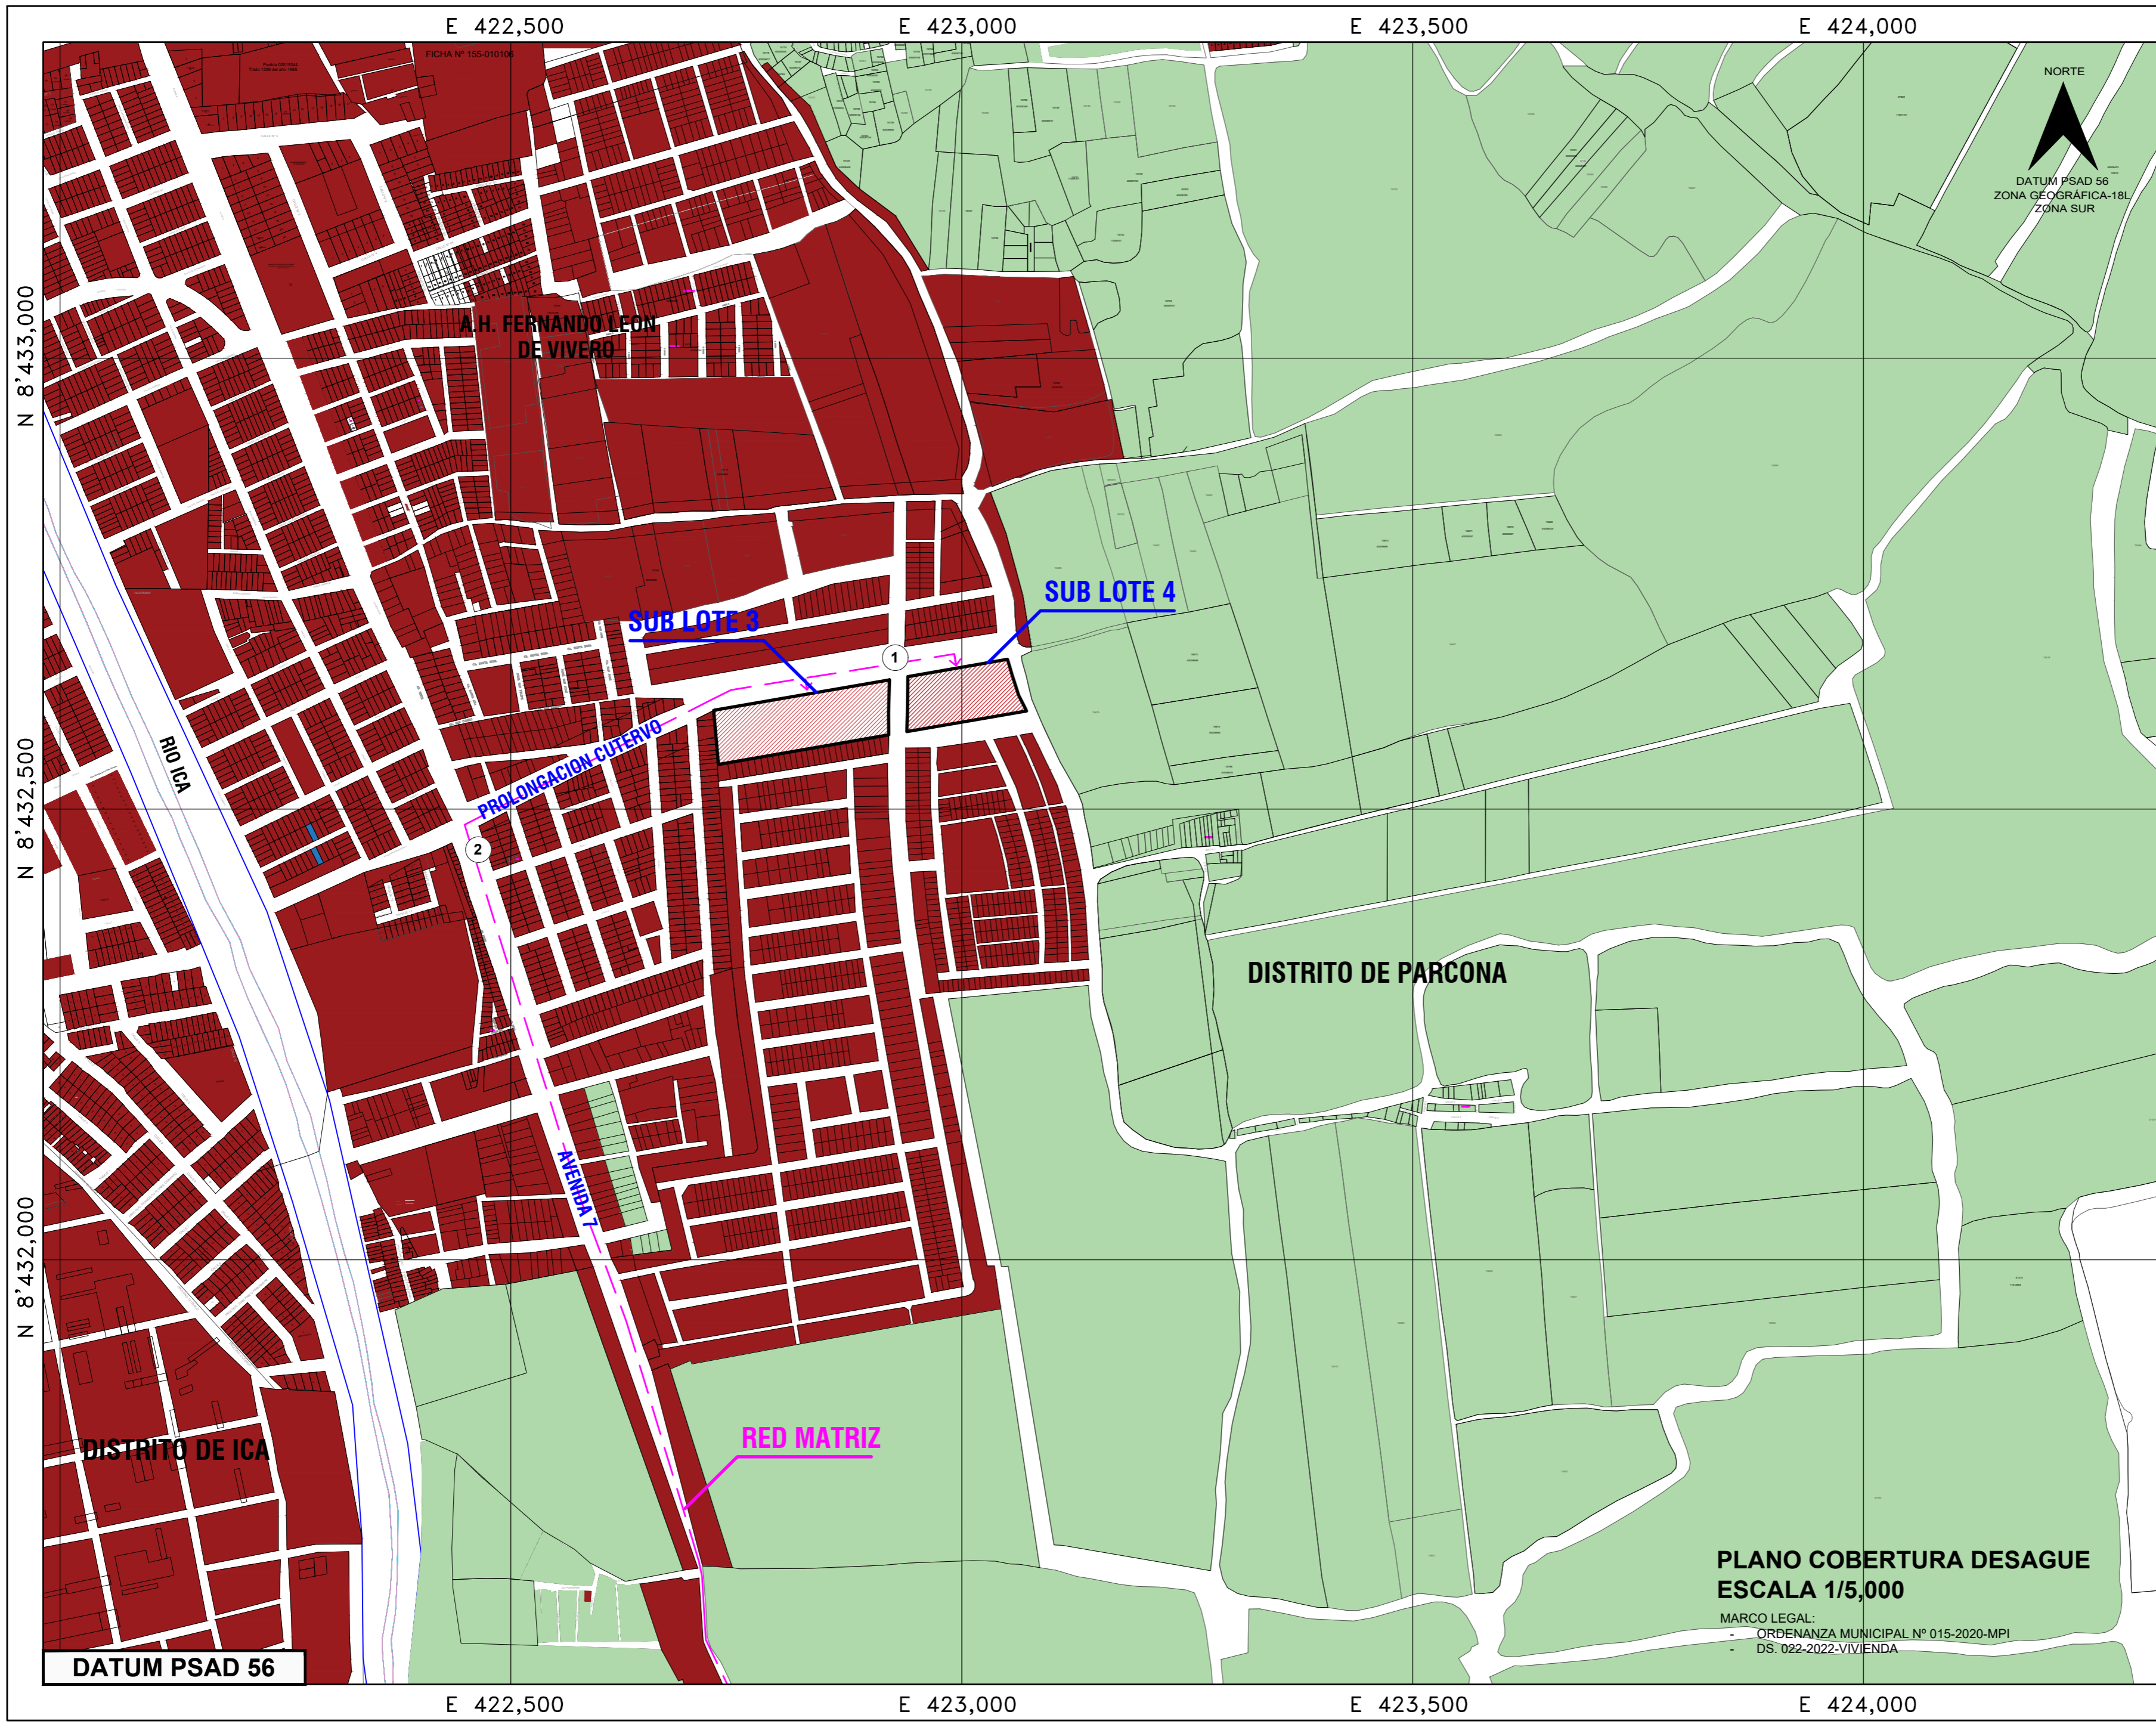 E 422,500
E 423,000
E 423,500
E 424,000
FICHA Nº 155-010106
NORTE
DATUM PSAD 56
ZONA GEOGRÁFICA-18L
ZONA SUR
N 8'433,000
A.H. FERNANDO LEON
DE VIVERO
SUB LOTE 4
SUB LOTE 3
1
RIO ICA
PROLONGACION CUTERVO
N 8'432,500
2
DISTRITO DE PARCONA
AVENIDA 7
N 8'432,000
RED MATRIZ
DISTRITO DE ICA
PLANO COBERTURA DESAGUE
ESCALA 1/5,000
MARCO LEGAL:
- ORDENANZA MUNICIPAL Nº 015-2020-MPI
- DS. 022-2022-VIVIENDA
DATUM PSAD 56
E 422,500
E 423,000
E 423,500
E 424,000